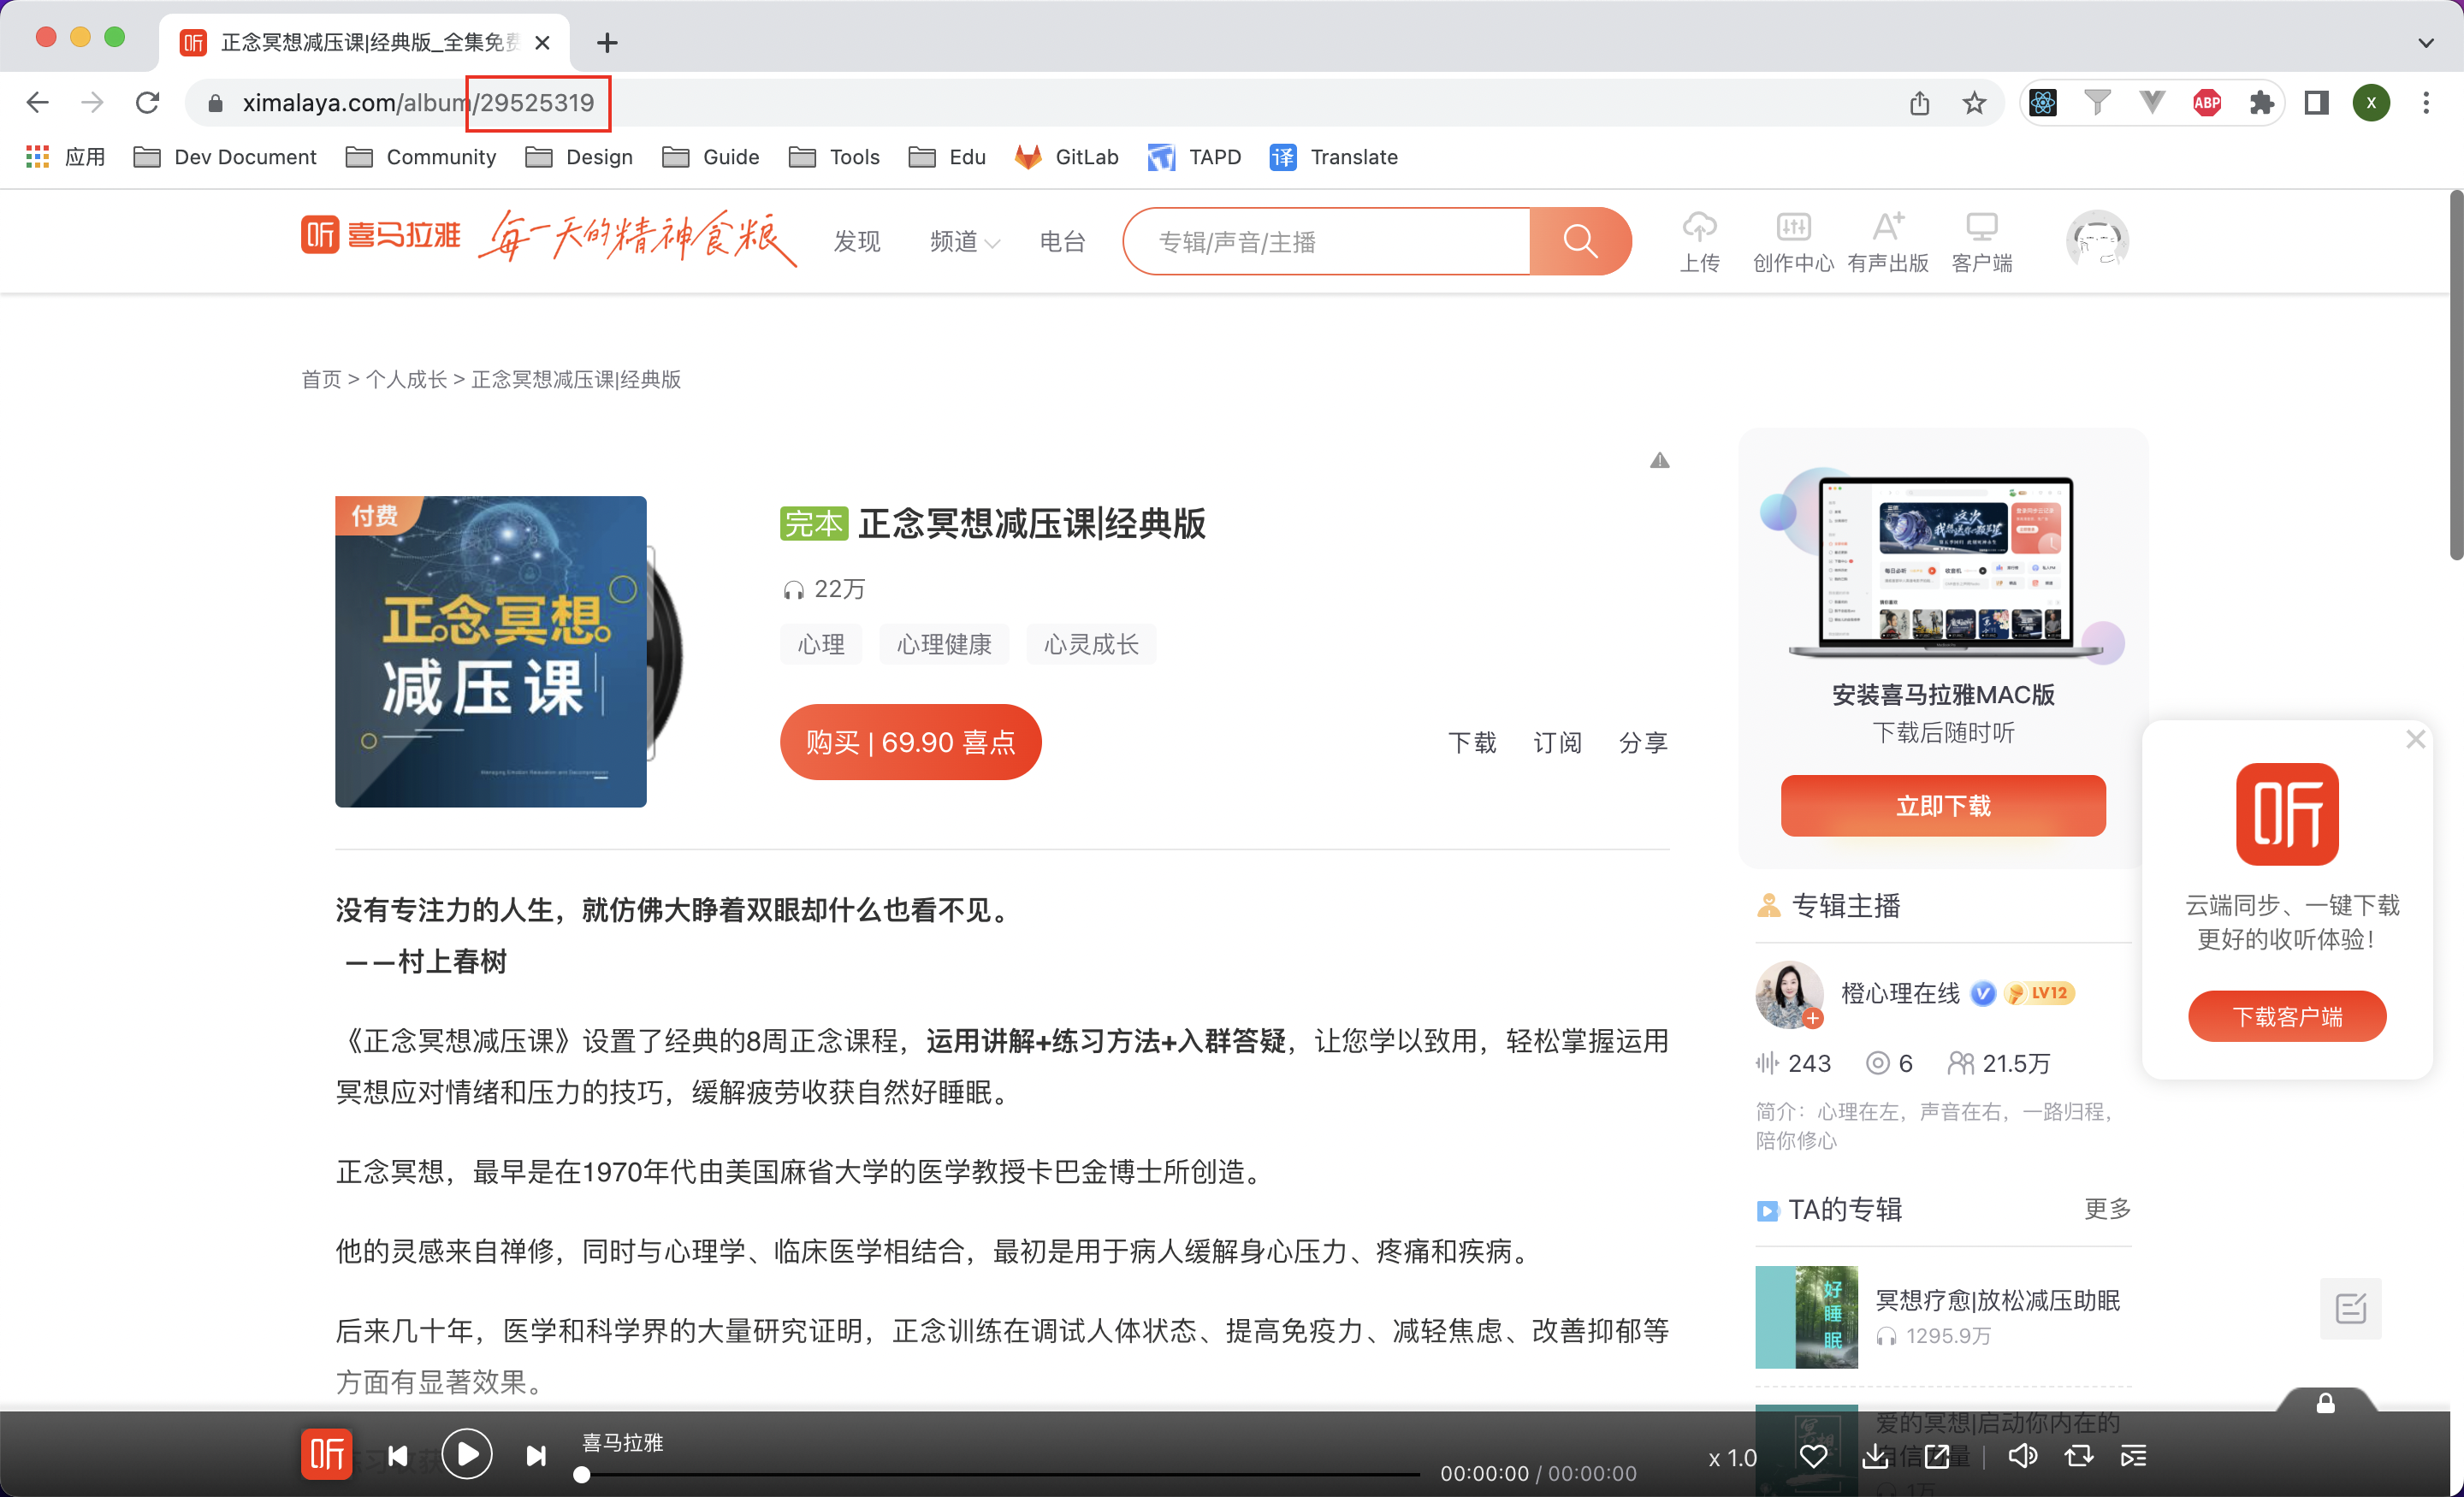 正念冥想减压课|经典版_全集免费
ximalaya.com/album/29525319
ABP
X
应用
Dev Document
Community
Design
Guide
Tools
Edu
GitLab
TAPD
译 Translate
听 喜马拉雅 每一天的精神食粮
发现
频道
电台
专辑/声音/主播
上传
创作中心
有声出版
客户端
首页 > 个人成长 > 正念冥想减压课|经典版
付费
正念冥想
减压课
Managing Emotion Relaxation and Decompression
完本 正念冥想减压课|经典版
22万
心理 心理健康 心灵成长
购买 | 69.90 喜点
下载 订阅 分享
没有专注力的人生，就仿佛大睁着双眼却什么也看不见。
——村上春树
《正念冥想减压课》设置了经典的8周正念课程，运用讲解+练习方法+入群答疑，让您学以致用，轻松掌握运用
冥想应对情绪和压力的技巧，缓解疲劳收获自然好睡眠。
正念冥想，最早是在1970年代由美国麻省大学的医学教授卡巴金博士所创造。
他的灵感来自禅修，同时与心理学、临床医学相结合，最初是用于病人缓解身心压力、疼痛和疾病。
后来几十年，医学和科学界的大量研究证明，正念训练在调试人体状态、提高免疫力、减轻焦虑、改善抑郁等
方面有显著效果。
安装喜马拉雅MAC版
下载后随时听
立即下载
专辑主播
橙心理在线 V LV12
243 6 21.5万
简介：心理在左，声音在右，一路归程，
陪你修心
TA的专辑 更多
好睡眠
冥想疗愈|放松减压助眠
1295.9万
冥想
爱的冥想|启动你内在的
自信力量
1万
听
云端同步、一键下载
更好的收听体验！
下载客户端
听
喜马拉雅
00:00:00 / 00:00:00
x 1.0